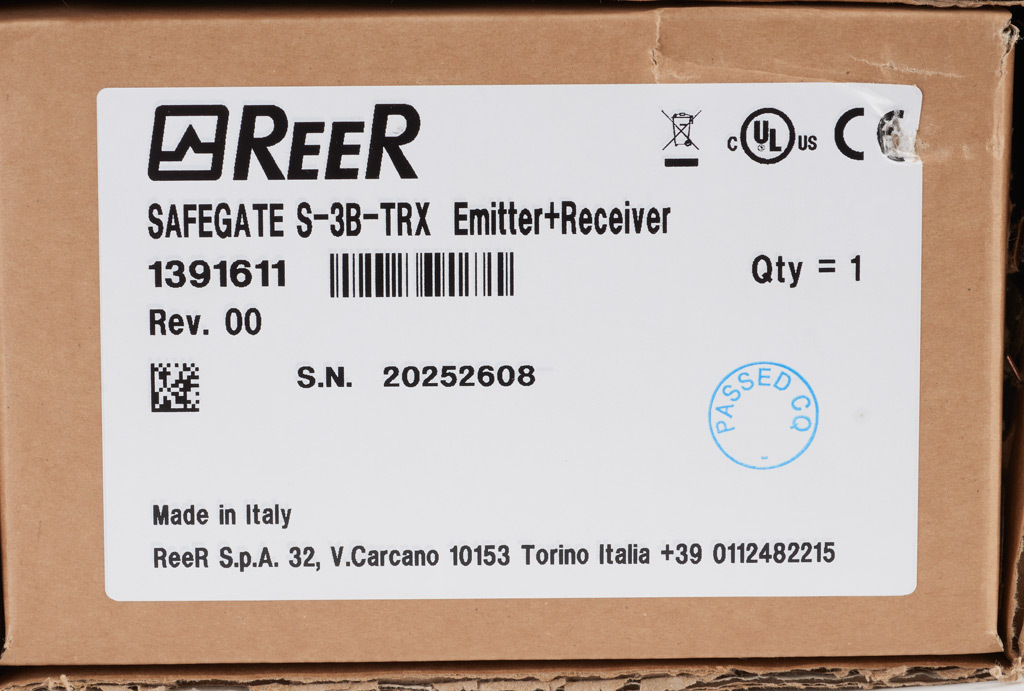 REER
c UL US CE
SAFEGATE S-3B-TRX Emitter+Receiver
1391611
Qty = 1
Rev. 00
S.N. 20252608
PASSED CQ
Made in Italy
ReeR S.p.A. 32, V.Carcano 10153 Torino Italia +39 0112482215